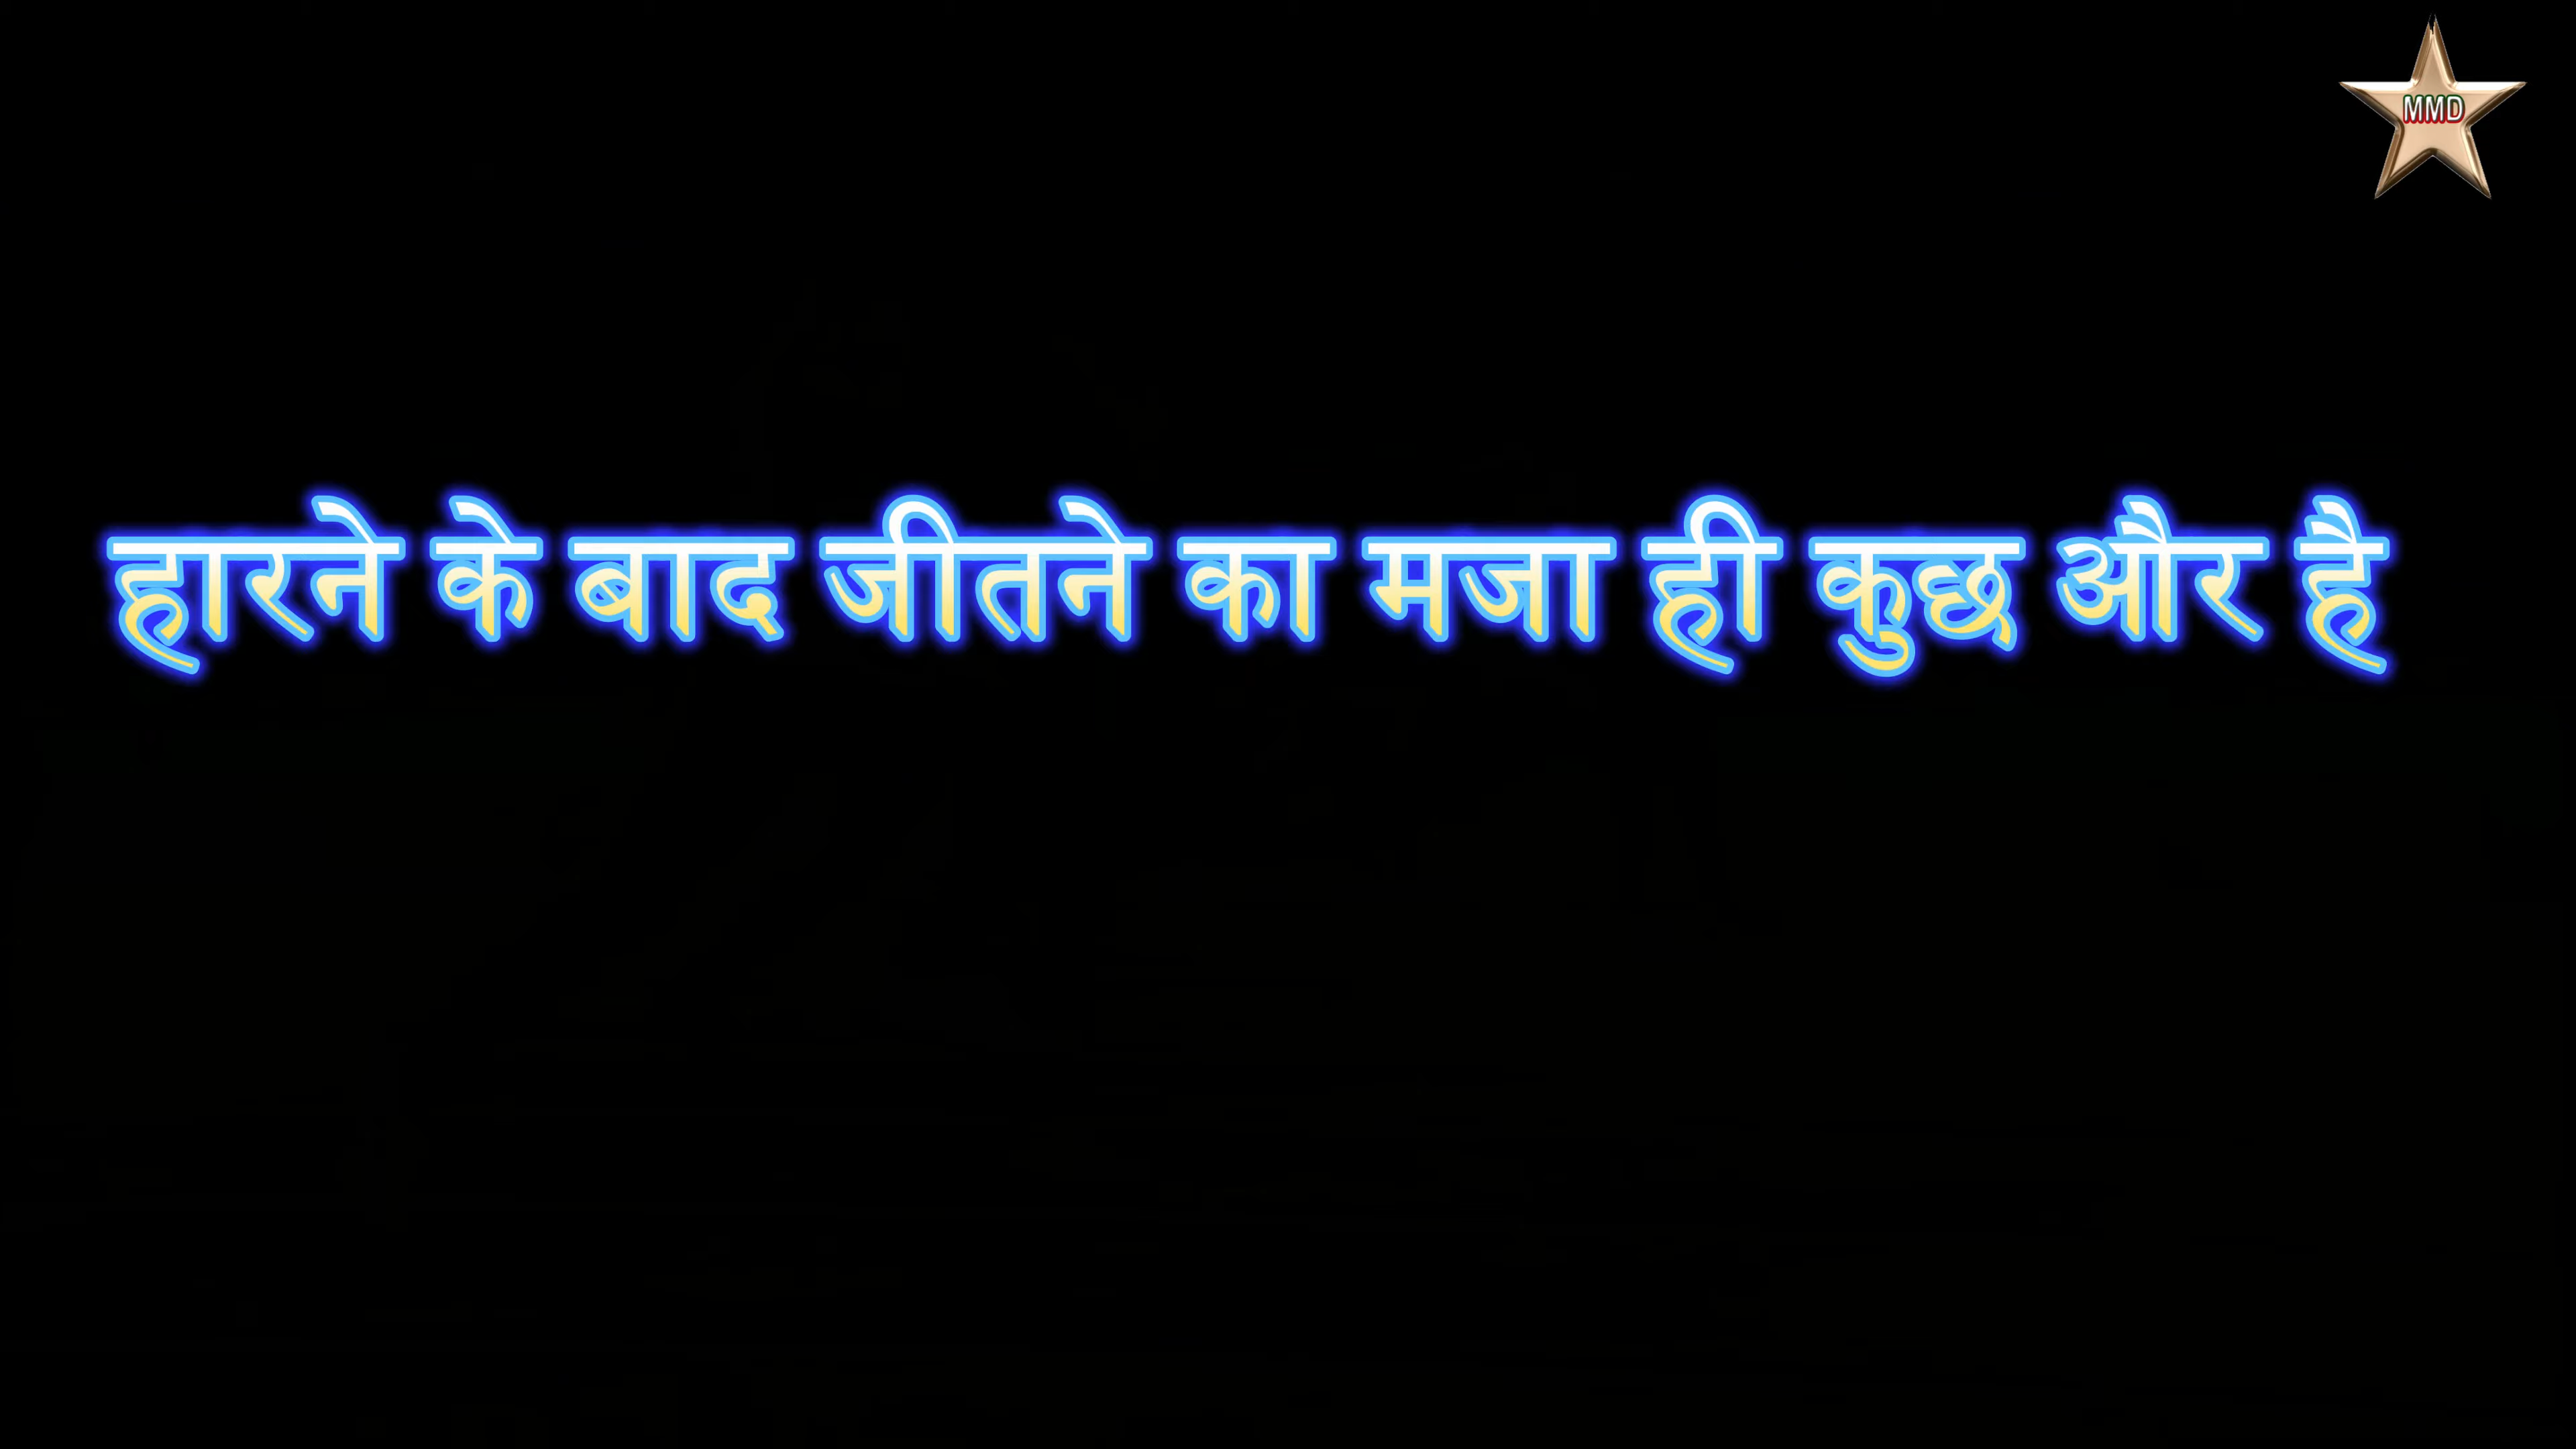 MMD
हारने के बाद जीतने का मजा ही कुछ और है